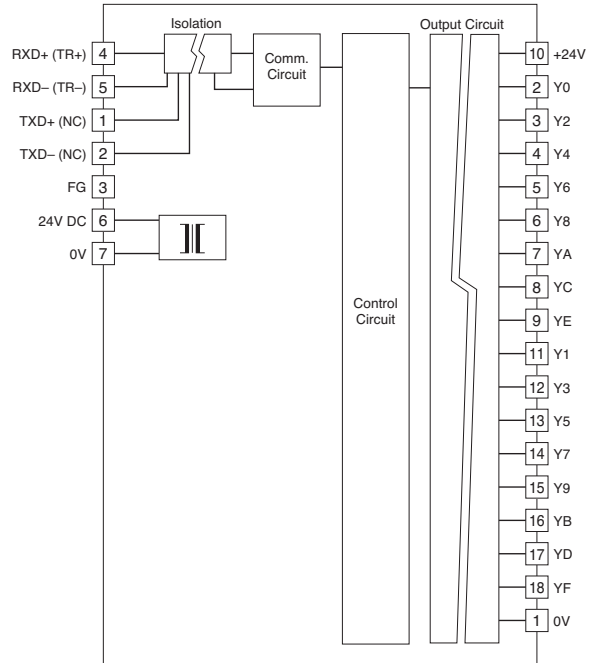 Isolation
Output Circuit
RXD+ (TR+) 4
RXD– (TR–) 5
TXD+ (NC) 1
TXD– (NC) 2
FG 3
24V DC 6
0V 7
Comm.
Circuit
Control
Circuit
10 +24V
2 Y0
3 Y2
4 Y4
5 Y6
6 Y8
7 YA
8 YC
9 YE
11 Y1
12 Y3
13 Y5
14 Y7
15 Y9
16 YB
17 YD
18 YF
1 0V